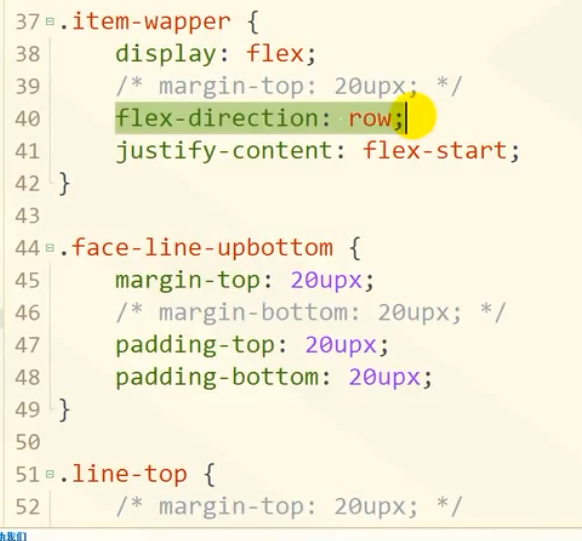 37 .item-wapper {
38 display: flex;
39 /* margin-top: 20upx; */
40 flex-direction: row;
41 justify-content: flex-start;
42 }
43
44 .face-line-upbottom {
45 margin-top: 20upx;
46 /* margin-bottom: 20upx; */
47 padding-top: 20upx;
48 padding-bottom: 20upx;
49 }
50
51 .line-top {
52 /* margin-top: 20upx; */
我们